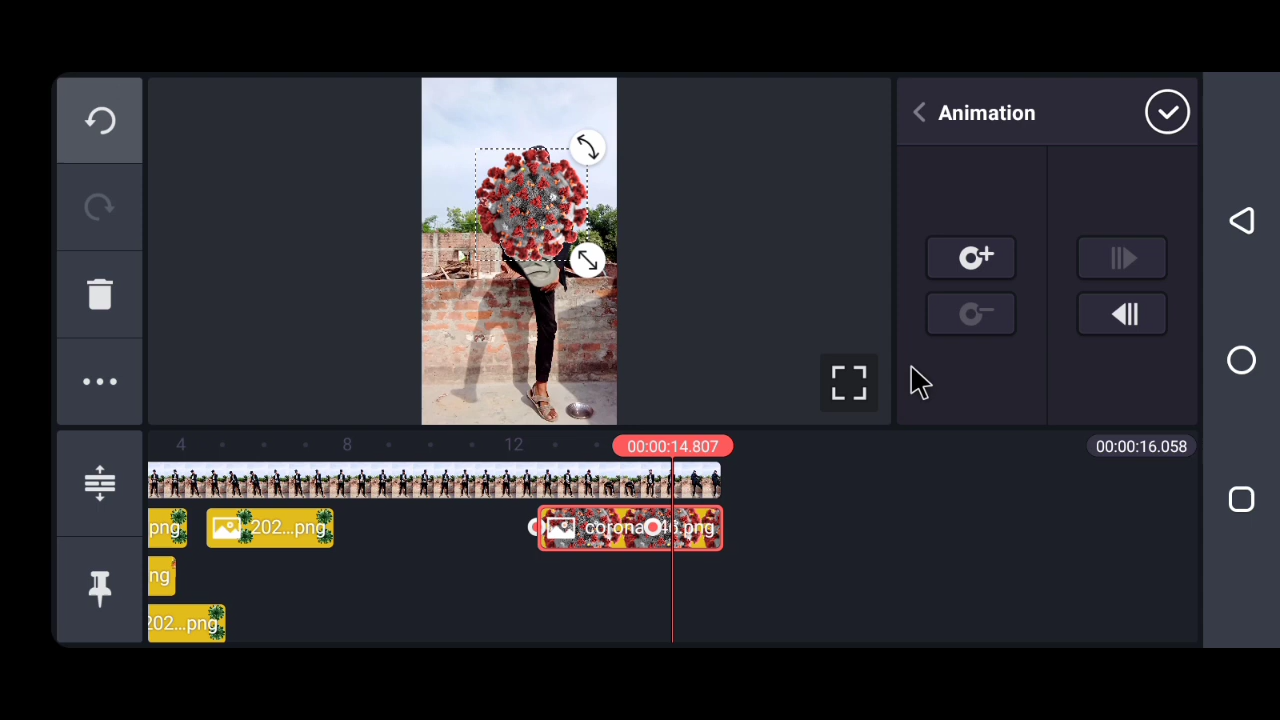 Animation
4
8
12
00:00:14.807
00:00:16.058
png
202...png
corona
png
ng
202...png